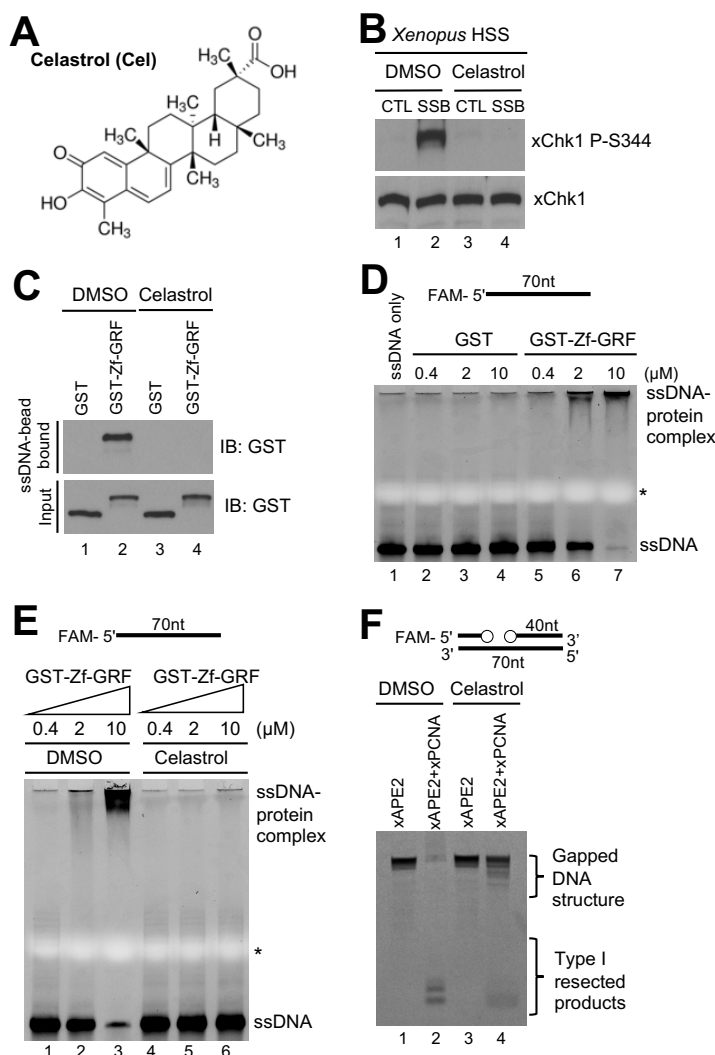 A
Celastrol (Cel)
O
OH
H₃C
H₃C
CH₃
H₃C
H
CH₃
CH₃
O
HO
CH₃
B
Xenopus HSS
DMSO Celastrol
CTL SSB CTL SSB
xChk1 P-S344
xChk1
1 2 3 4
C
DMSO Celastrol
GST
GST-Zf-GRF
GST
GST-Zf-GRF
ssDNA-bead
bound
IB: GST
Input
IB: GST
1 2 3 4
D
70nt
FAM- 5'
ssDNA only
GST GST-Zf-GRF
0.4 2 10 0.4 2 10 (μM)
ssDNA-
protein
complex
*
ssDNA
1 2 3 4 5 6 7
E
70nt
FAM- 5'
GST-Zf-GRF GST-Zf-GRF
0.4 2 10 0.4 2 10 (μM)
DMSO Celastrol
ssDNA-
protein
complex
*
ssDNA
1 2 3 4 5 6
F
40nt
FAM- 5' 3'
3' 5'
70nt
DMSO Celastrol
xAPE2
xAPE2+xPCNA
xAPE2
xAPE2+xPCNA
Gapped
DNA
structure
Type I
resected
products
1 2 3 4